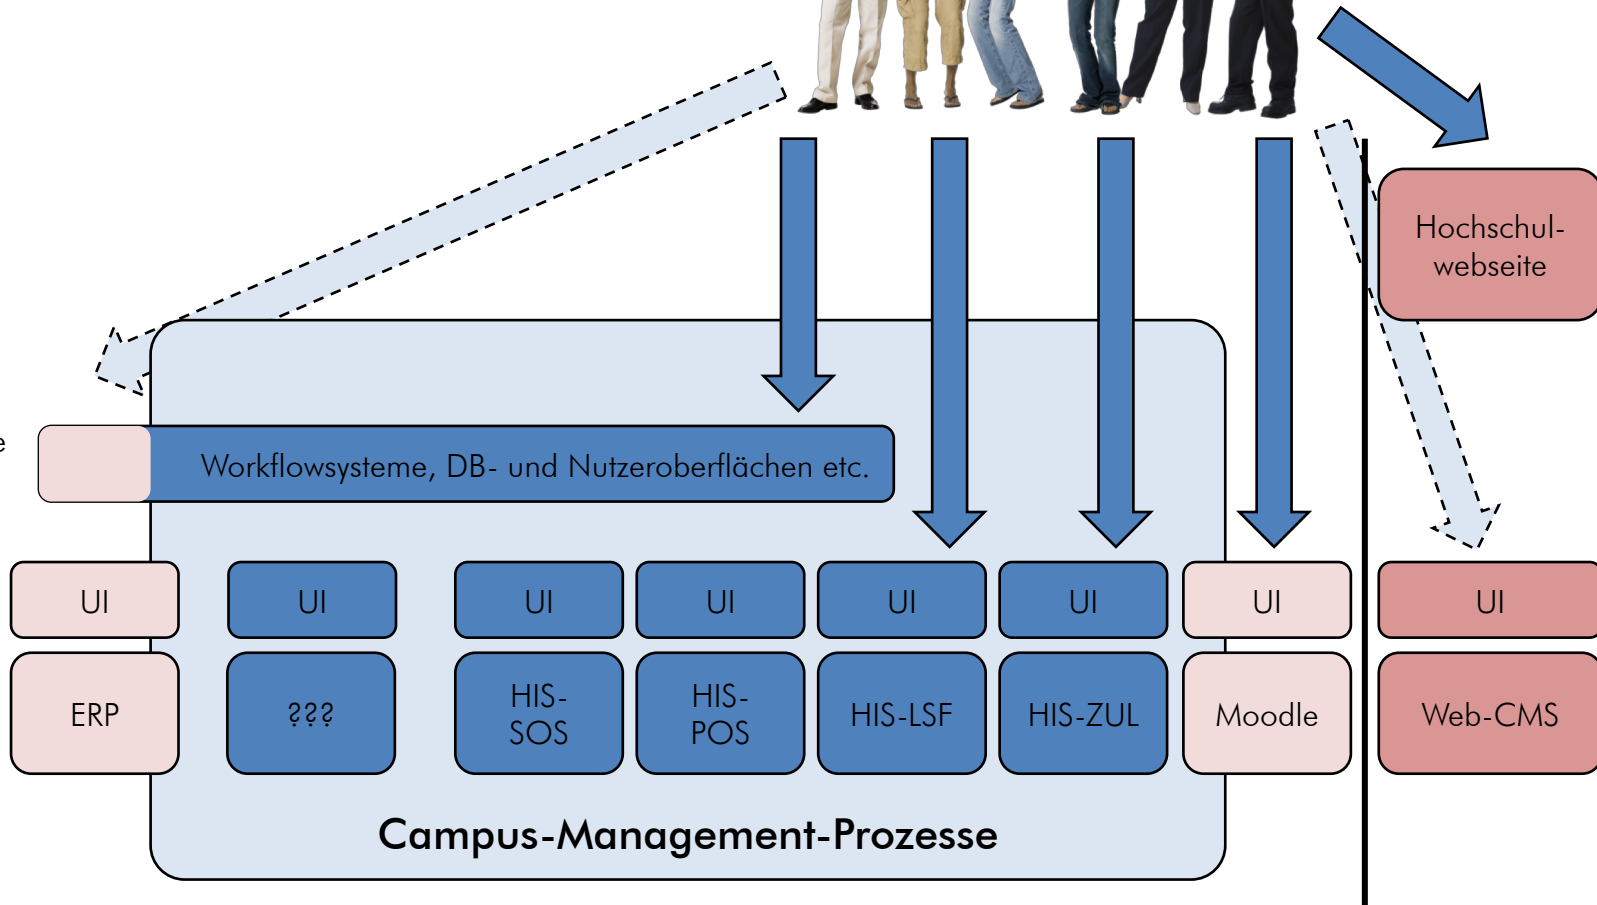 Hochschul-
webseite
e
Workflowsysteme, DB- und Nutzeroberflächen etc.
UI
UI
UI
UI
UI
UI
UI
UI
ERP
???
HIS-
SOS
HIS-
POS
HIS-LSF
HIS-ZUL
Moodle
Web-CMS
Campus-Management-Prozesse